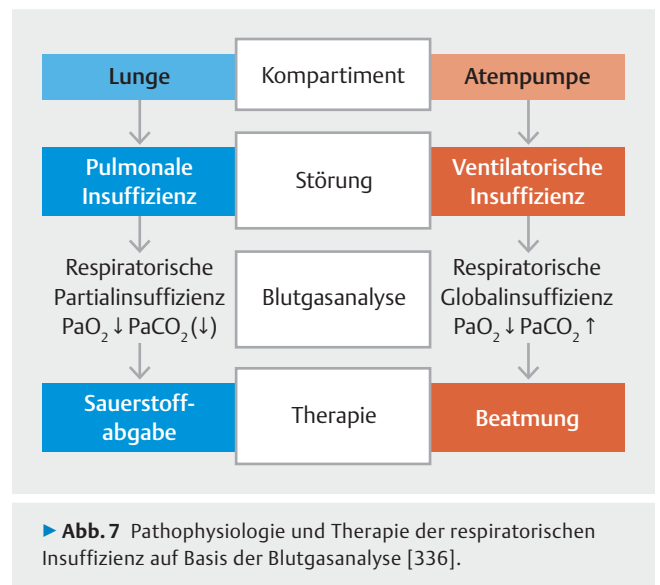 Lunge Kompartiment Atempumpe
Pulmonale
Insuffizienz
Störung
Ventilatorische
Insuffizienz
Respiratorische
Partialinsuffizienz
PaO₂ ↓ PaCO₂ (↓)
Blutgasanalyse
Respiratorische
Globalinsuffizienz
PaO₂ ↓ PaCO₂ ↑
Sauerstoff-
abgabe
Therapie
Beatmung
▶ Abb. 7 Pathophysiologie und Therapie der respiratorischen
Insuffizienz auf Basis der Blutgasanalyse [336].